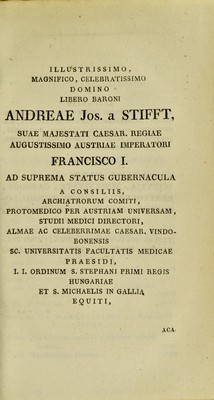 ILLUSTRISSIMO,
MAGNIFICO, CELEBRATISSIMO
DOMINO
LIBERO BARONI
ANDREAE Jos. a STIFFT,
SUAE MAJESTATI CAESAR. REGIAE
AUGUSTISSIMO AUSTRIAE IMPERATORI
FRANCISCO I.
AD SUPREMA STATUS GUBERNACULA
A CONSILIIS,
ARCHIATRORUM COMITI,
PROTOMEDICO PER AUSTRIAM UNIVERSAM,
STUDII MEDICI DIRECTORI,
ALMAE AC CELEBERRIMAE CAESAR. VINDO-
BONENSIS
SC. UNIVERSITATIS FACULTATIS MEDICAE
PRAESIDI,
I. I. ORDINUM S. STEPHANI PRIMI REGIS
HUNGARIAE
ET S. MICHAELIS IN GALLIA
EQUITI,
ACA